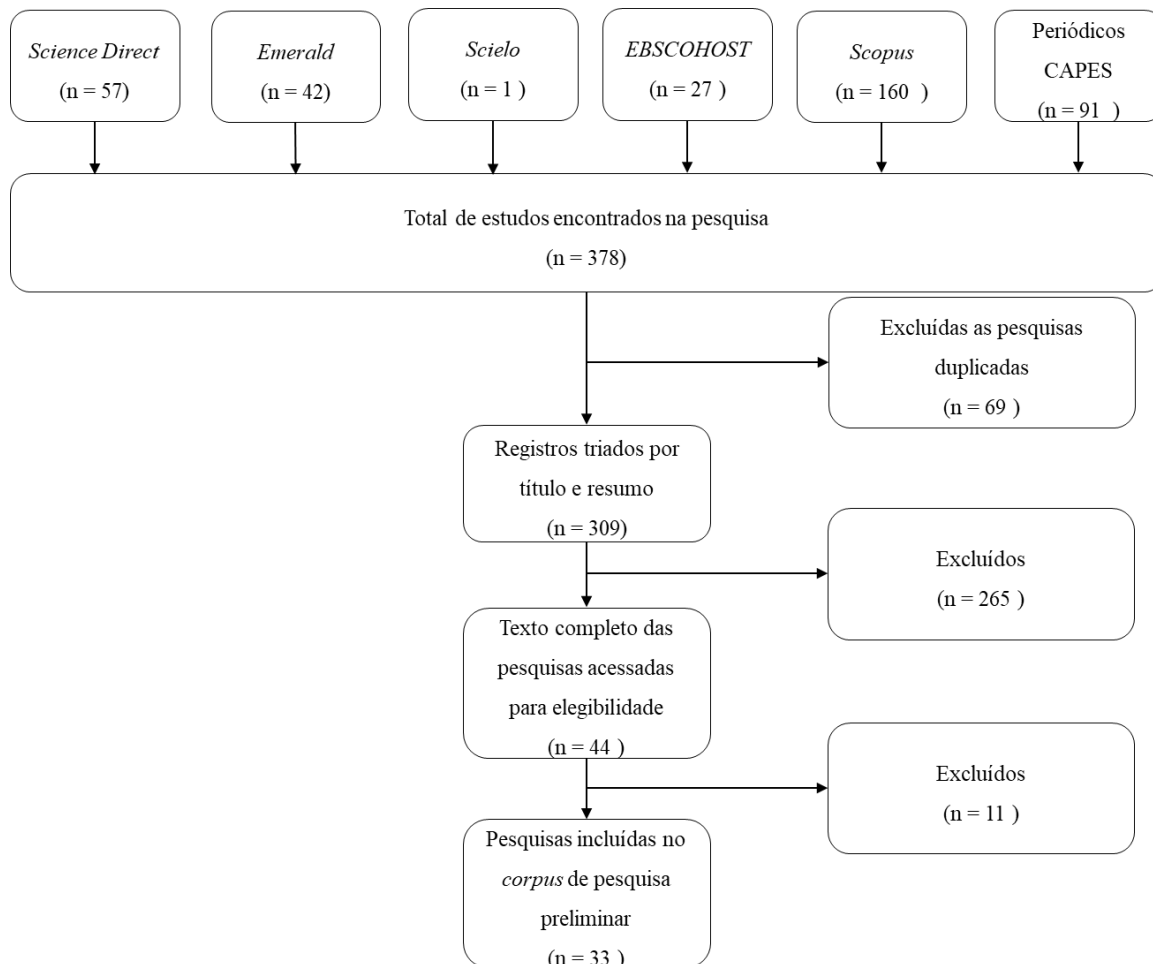 Science Direct
(n = 57)
Emerald
(n = 42)
Scielo
(n = 1 )
EBSCOHOST
(n = 27 )
Scopus
(n = 160 )
Periódicos
CAPES
(n = 91 )
Total de estudos encontrados na pesquisa
(n = 378)
Excluídas as pesquisas
duplicadas
(n = 69 )
Registros triados por
título e resumo
(n = 309)
Excluídos
(n = 265 )
Texto completo das
pesquisas acessadas
para elegibilidade
(n = 44 )
Excluídos
(n = 11 )
Pesquisas incluídas no
corpus de pesquisa
preliminar
(n = 33 )